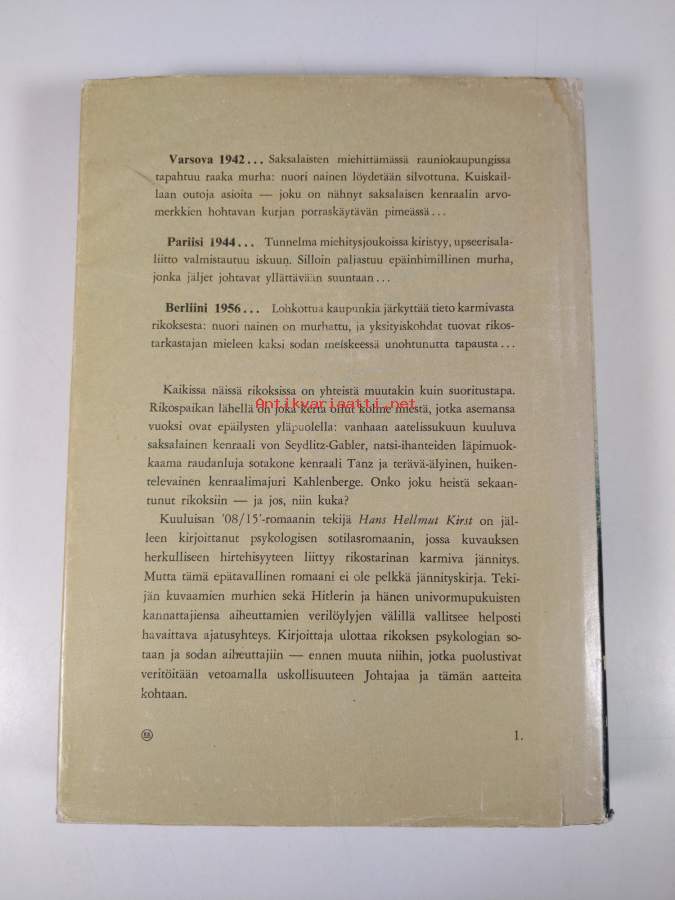 Varsova 1942... Saksalaisten miehittämässä rauniokaupungissa
tapahtuu raaka murha: nuori nainen löydetään silvottuna. Kuiskail-
laan outoja asioita — joku on nähnyt saksalaisen kenraalin arvo-
merkkien hohtavan kurjan porraskäytävän pimeässä...
Pariisi 1944... Tunnelma miehitysjoukoissa kiristyy, upseerisala-
liitto valmistautuu iskuun. Silloin paljastuu epäinhimillinen murha,
jonka jäljet johtavat yllättävään suuntaan...
Berliini 1956... Lohkottua kaupunkia järkyttää tieto karmivasta
rikoksesta: nuori nainen on murhattu, ja yksityiskohdat tuovat rikos-
tarkastajan mieleen kaksi sodan melskeessä unohtunutta tapausta...
Kaikissa näissä rikoksissa on yhteistä muutakin kuin suoritustapa.
Antikvariaatti.net
Rikospaikan lähellä on joka kerta ollut kolme miestä, jotka asemansa
vuoksi ovat epäilysten yläpuolella: vanhaan aatelissukuun kuuluva
saksalainen kenraali von Seydlitz-Gabler, natsi-ihanteiden läpimuok-
kaama raudanluja sotakone kenraali Tanz ja terävä-älyinen, huiken-
televainen kenraalimajuri Kahlenberge. Onko joku heistä sekaan-
tunut rikoksiin — ja jos, niin kuka?
Kuuluisan '08/15'-romaanin tekijä Hans Hellmut Kirst on jäl-
leen kirjoittanut psykologisen sotilasromaanin, jossa kuvauksen
herkulliseen hirtehisyyteen liittyy rikostarinan karmiva jännitys.
Mutta tämä epätavallinen romaani ei ole pelkkä jännityskirja. Teki-
jän kuvaamien murhien sekä Hitlerin ja hänen univormupukuisten
kannattajiensa aiheuttamien verilöylyjen välillä vallitsee helposti
havaittava ajatusyhteys. Kirjoittaja ulottaa rikoksen psykologian so-
taan ja sodan aiheuttajiin — ennen muuta niihin, jotka puolustivat
veritöitään vetoamalla uskollisuuteen Johtajaa ja tämän aatteita
kohtaan.
1.